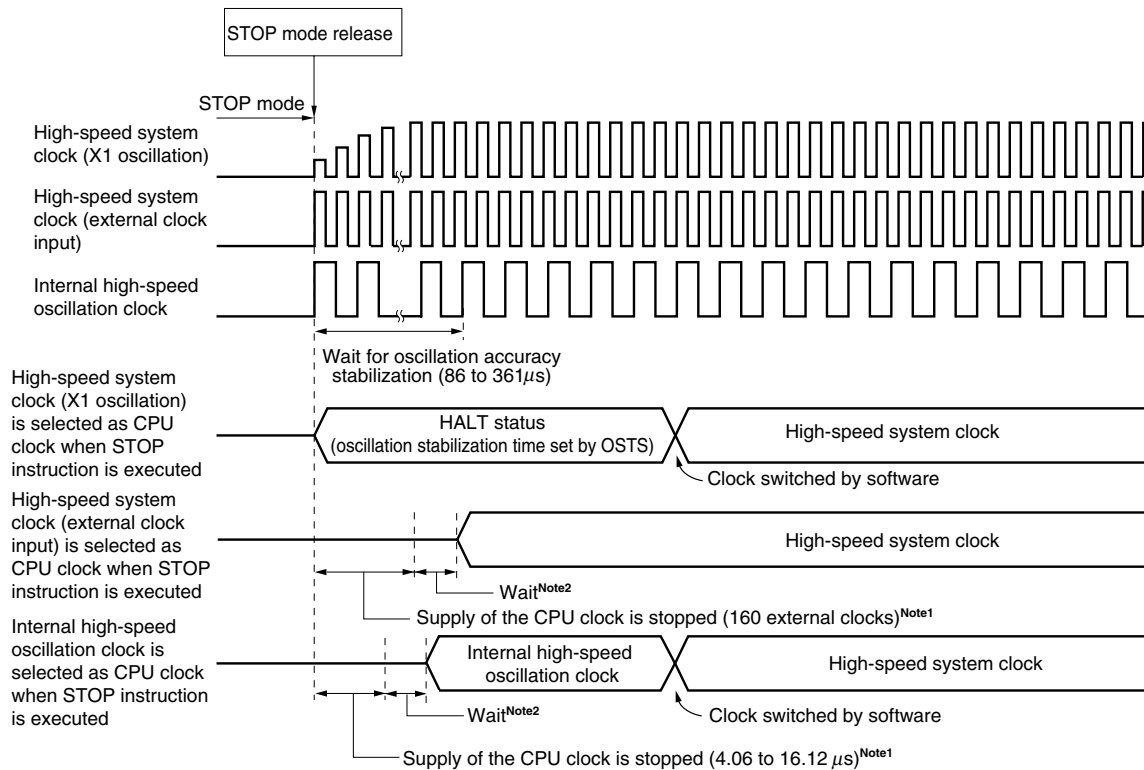 STOP mode release
STOP mode
High-speed system
clock (X1 oscillation)
High-speed system
clock (external clock
input)
Internal high-speed
oscillation clock
Wait for oscillation accuracy
stabilization (86 to 361μs)
High-speed system
clock (X1 oscillation)
is selected as CPU
clock when STOP
instruction is executed
HALT status
(oscillation stabilization time set by OSTS)
High-speed system clock
Clock switched by software
High-speed system
clock (external clock
input) is selected as
CPU clock when STOP
instruction is executed
High-speed system clock
Wait Note2
Supply of the CPU clock is stopped (160 external clocks) Note1
Internal high-speed
oscillation clock is
selected as CPU clock
when STOP instruction
is executed
Internal high-speed
oscillation clock
High-speed system clock
Wait Note2
Clock switched by software
Supply of the CPU clock is stopped (4.06 to 16.12 μs) Note1